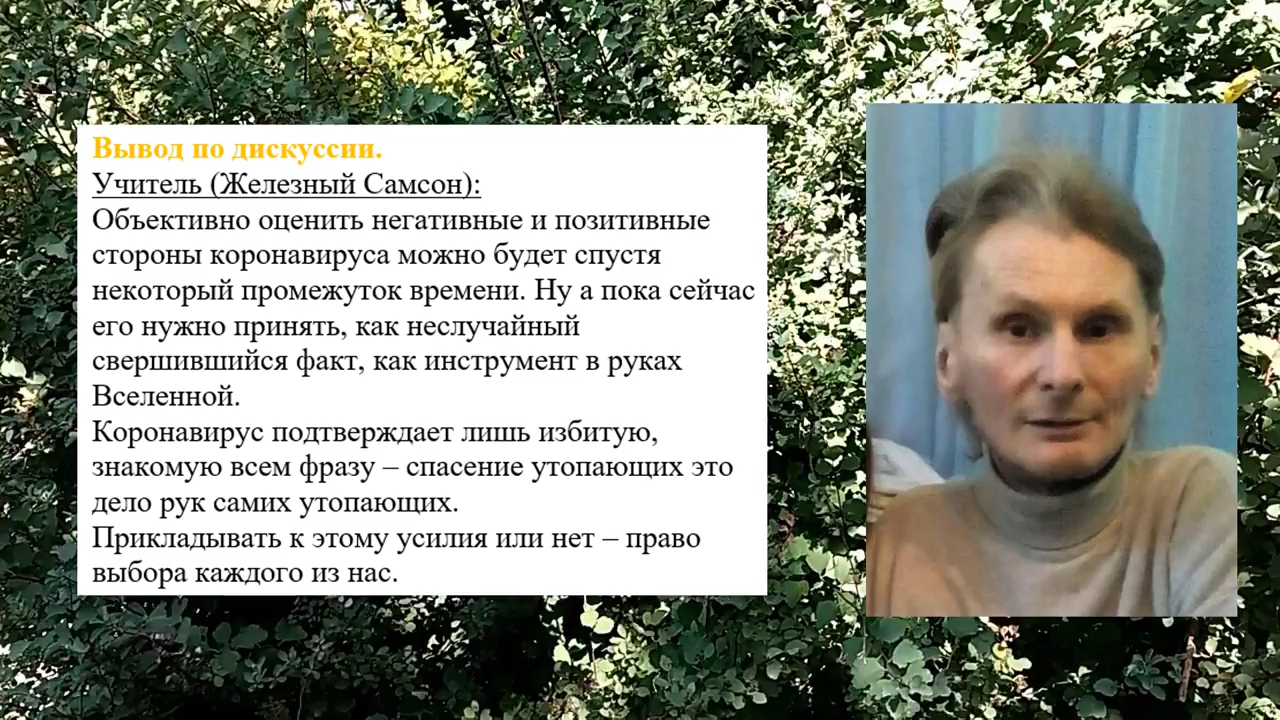 Вывод по дискуссии.
Учитель (Железный Самсон):
Объективно оценить негативные и позитивные
стороны коронавируса можно будет спустя
некоторый промежуток времени. Ну а пока сейчас
его нужно принять, как неслучайный
свершившийся факт, как инструмент в руках
Вселенной.
Коронавирус подтверждает лишь избитую,
знакомую всем фразу – спасение утопающих это
дело рук самих утопающих.
Прикладывать к этому усилия или нет – право
выбора каждого из нас.